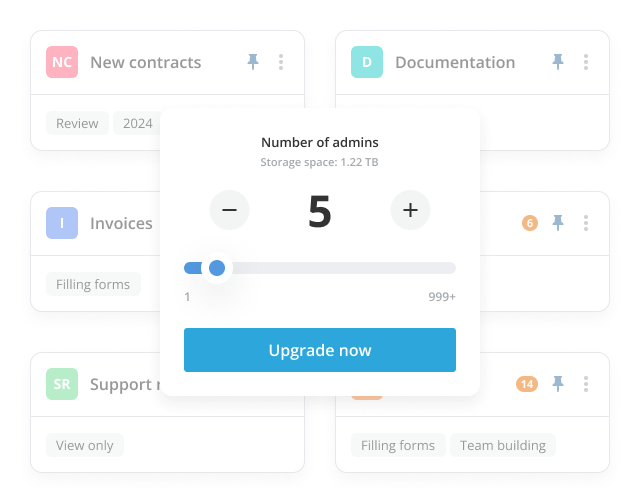 NC New contracts
D Documentation
Review 2024
Number of admins
Storage space: 1.22 TB
I Invoices
6
5
Filling forms
1 999+
Upgrade now
SR Support
14
View only
Filling forms Team building